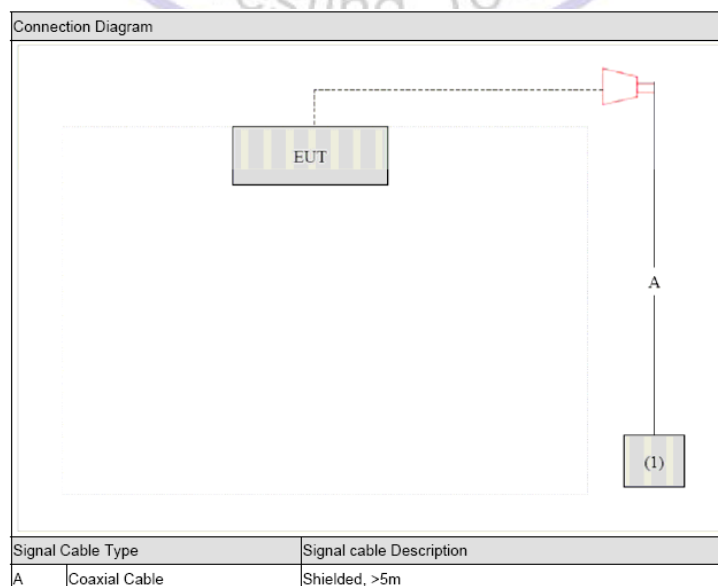 Connection Diagram
EUT
A
(1)
Signal Cable Type Signal cable Description
A Coaxial Cable Shielded, >5m